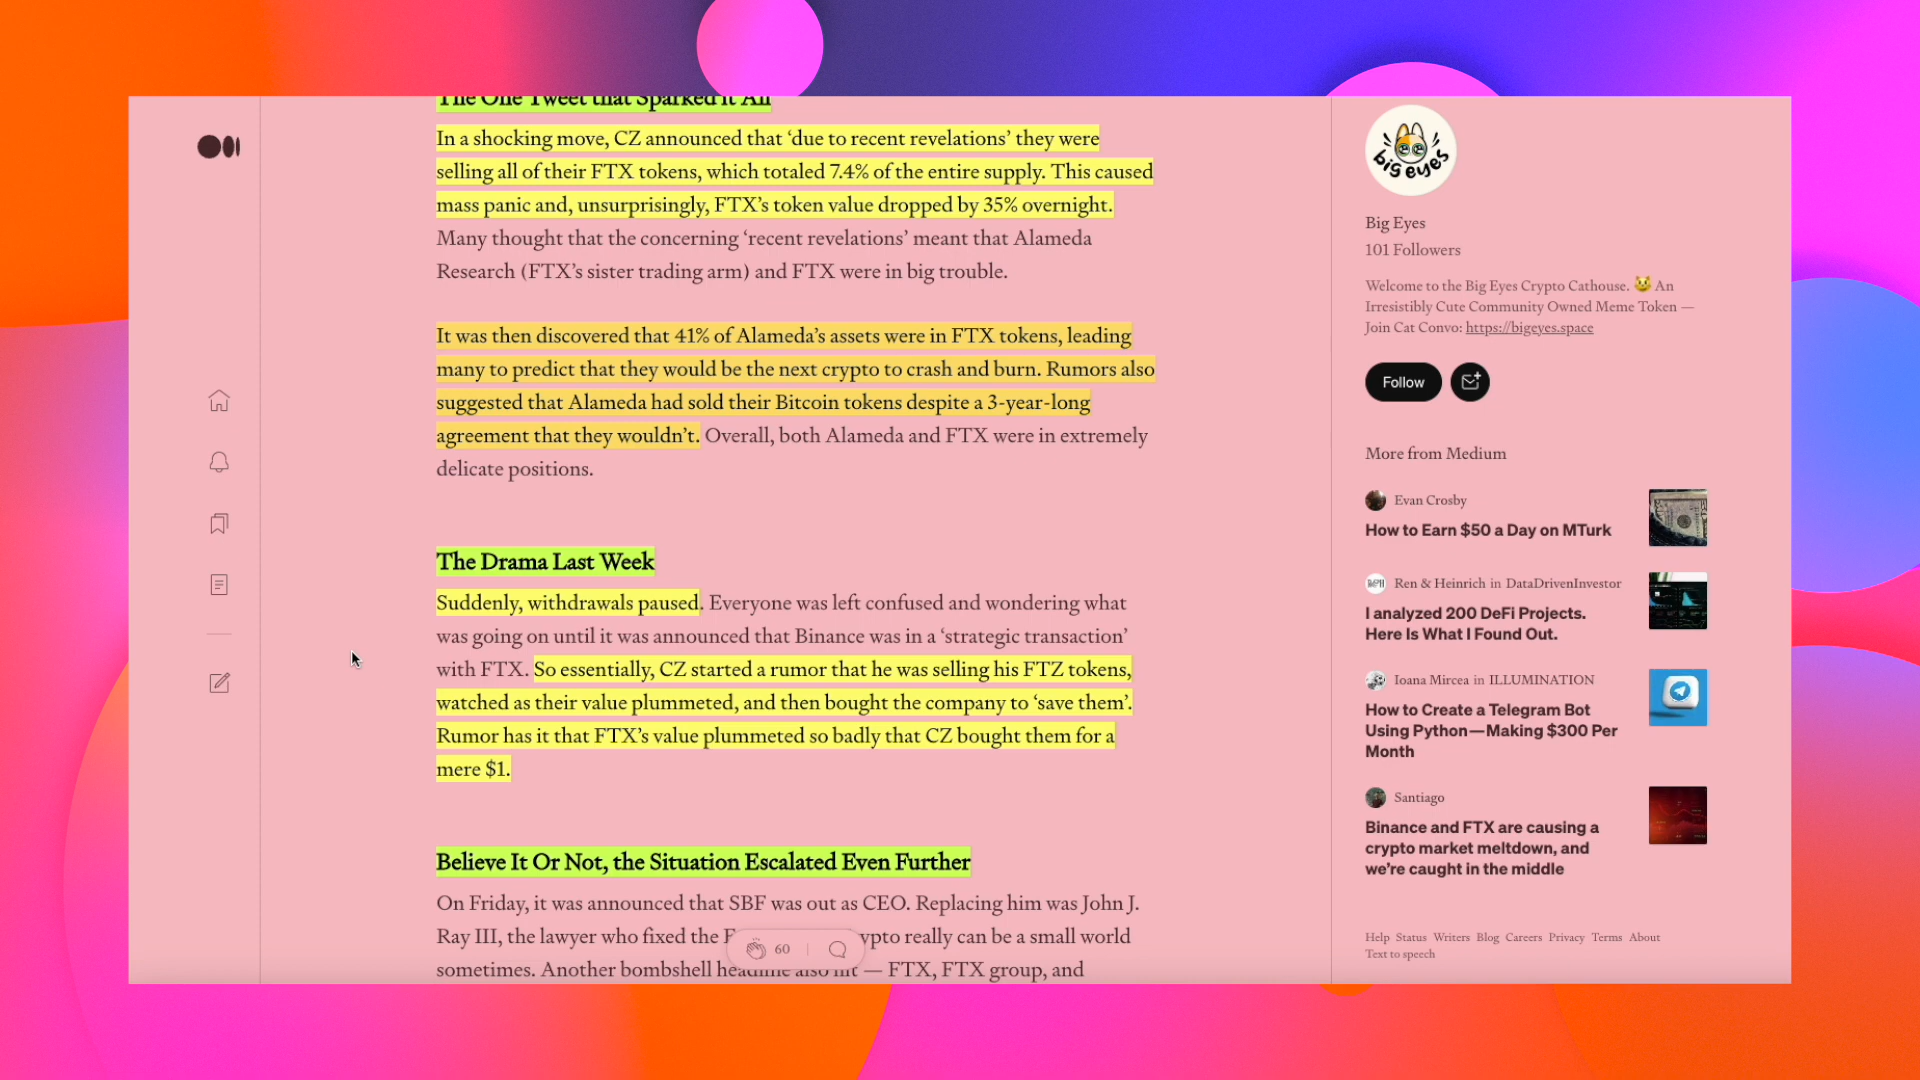 The One Tweet that Sparked it All
In a shocking move, CZ announced that ‘due to recent revelations’ they were
selling all of their FTX tokens, which totaled 7.4% of the entire supply. This caused
mass panic and, unsurprisingly, FTX’s token value dropped by 35% overnight.
Many thought that the concerning ‘recent revelations’ meant that Alameda
Research (FTX’s sister trading arm) and FTX were in big trouble.
It was then discovered that 41% of Alameda’s assets were in FTX tokens, leading
many to predict that they would be the next crypto to crash and burn. Rumors also
suggested that Alameda had sold their Bitcoin tokens despite a 3-year-long
agreement that they wouldn’t. Overall, both Alameda and FTX were in extremely
delicate positions.
The Drama Last Week
Suddenly, withdrawals paused. Everyone was left confused and wondering what
was going on until it was announced that Binance was in a ‘strategic transaction’
with FTX. So essentially, CZ started a rumor that he was selling his FTZ tokens,
watched as their value plummeted, and then bought the company to ‘save them’.
Rumor has it that FTX’s value plummeted so badly that CZ bought them for a
mere $1.
Believe It Or Not, the Situation Escalated Even Further
On Friday, it was announced that SBF was out as CEO. Replacing him was John J.
Ray III, the lawyer who fixed the ypto really can be a small world
sometimes. Another bombshell headline also hit — FTX, FTX group, and
60
big eyes
Big Eyes
101 Followers
Welcome to the Big Eyes Crypto Cathouse. 😼 An
Irresistibly Cute Community Owned Meme Token —
Join Cat Convo: https://bigeyes.space
Follow
More from Medium
Evan Crosby
How to Earn $50 a Day on MTurk
Ren & Heinrich in DataDrivenInvestor
I analyzed 200 DeFi Projects.
Here Is What I Found Out.
Ioana Mircea in ILLUMINATION
How to Create a Telegram Bot
Using Python — Making $300 Per
Month
Santiago
Binance and FTX are causing a
crypto market meltdown, and
we’re caught in the middle
Help Status Writers Blog Careers Privacy Terms About
Text to speech